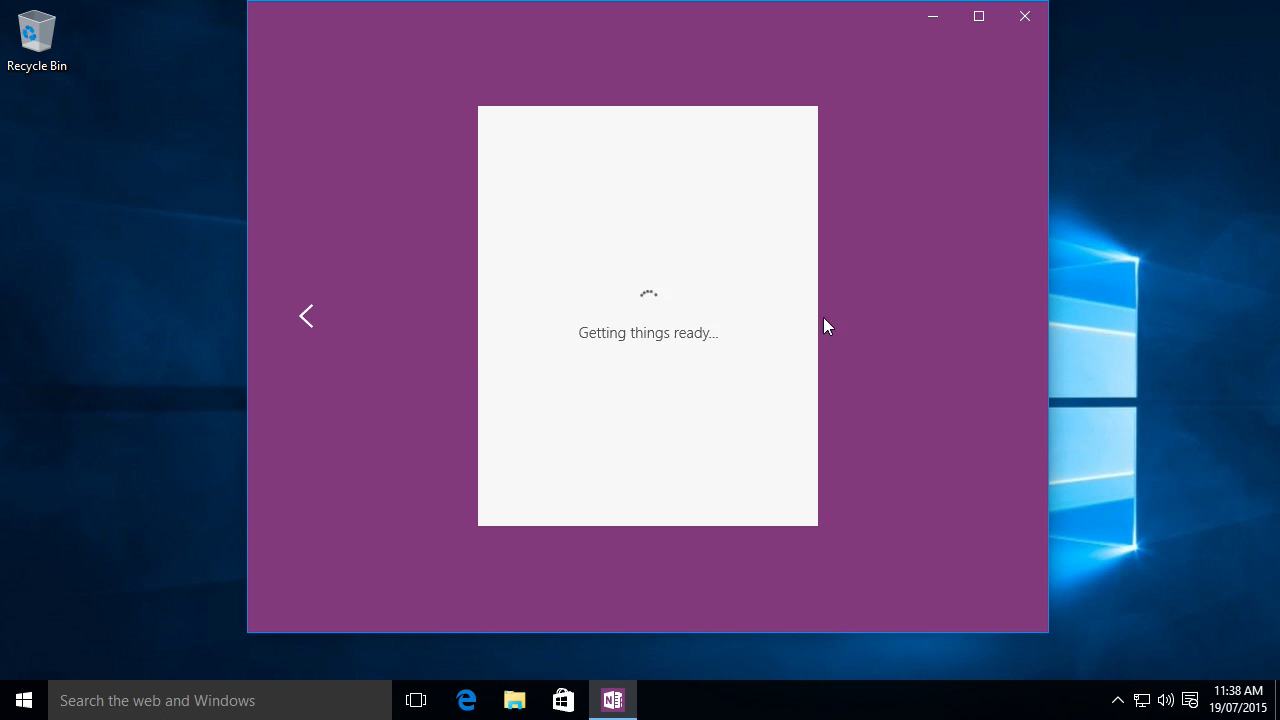 Recycle Bin
Getting things ready...
Search the web and Windows
N
11:38 AM
19/07/2015